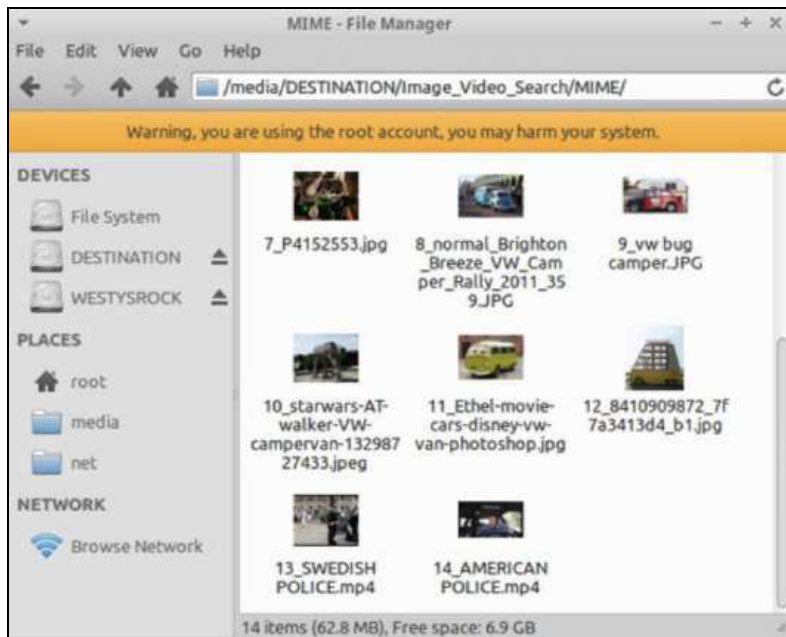 MIME - File Manager
File Edit View Go Help
/media/DESTINATION/Image_Video_Search/MIME/
Warning, you are using the root account, you may harm your system.
DEVICES
File System
DESTINATION
WESTYSROCK
PLACES
root
media
net
NETWORK
Browse Network
7_P4152553.jpg
8_normal_Brighton
_Breeze_VW_Cam
per_Rally_2011_35
9.JPG
9_vw bug
camper.JPG
10_starwars-AT-
walker-VW-
campervan-132987
27433.jpeg
11_Ethel-movie-
cars-disney-vw-
van-photoshop.jpg
12_8410909872_7f
7a3413d4_b1.jpg
13_SWEDISH
POLICE.mp4
14_AMERICAN
POLICE.mp4
14 items (62.8 MB), Free space: 6.9 GB